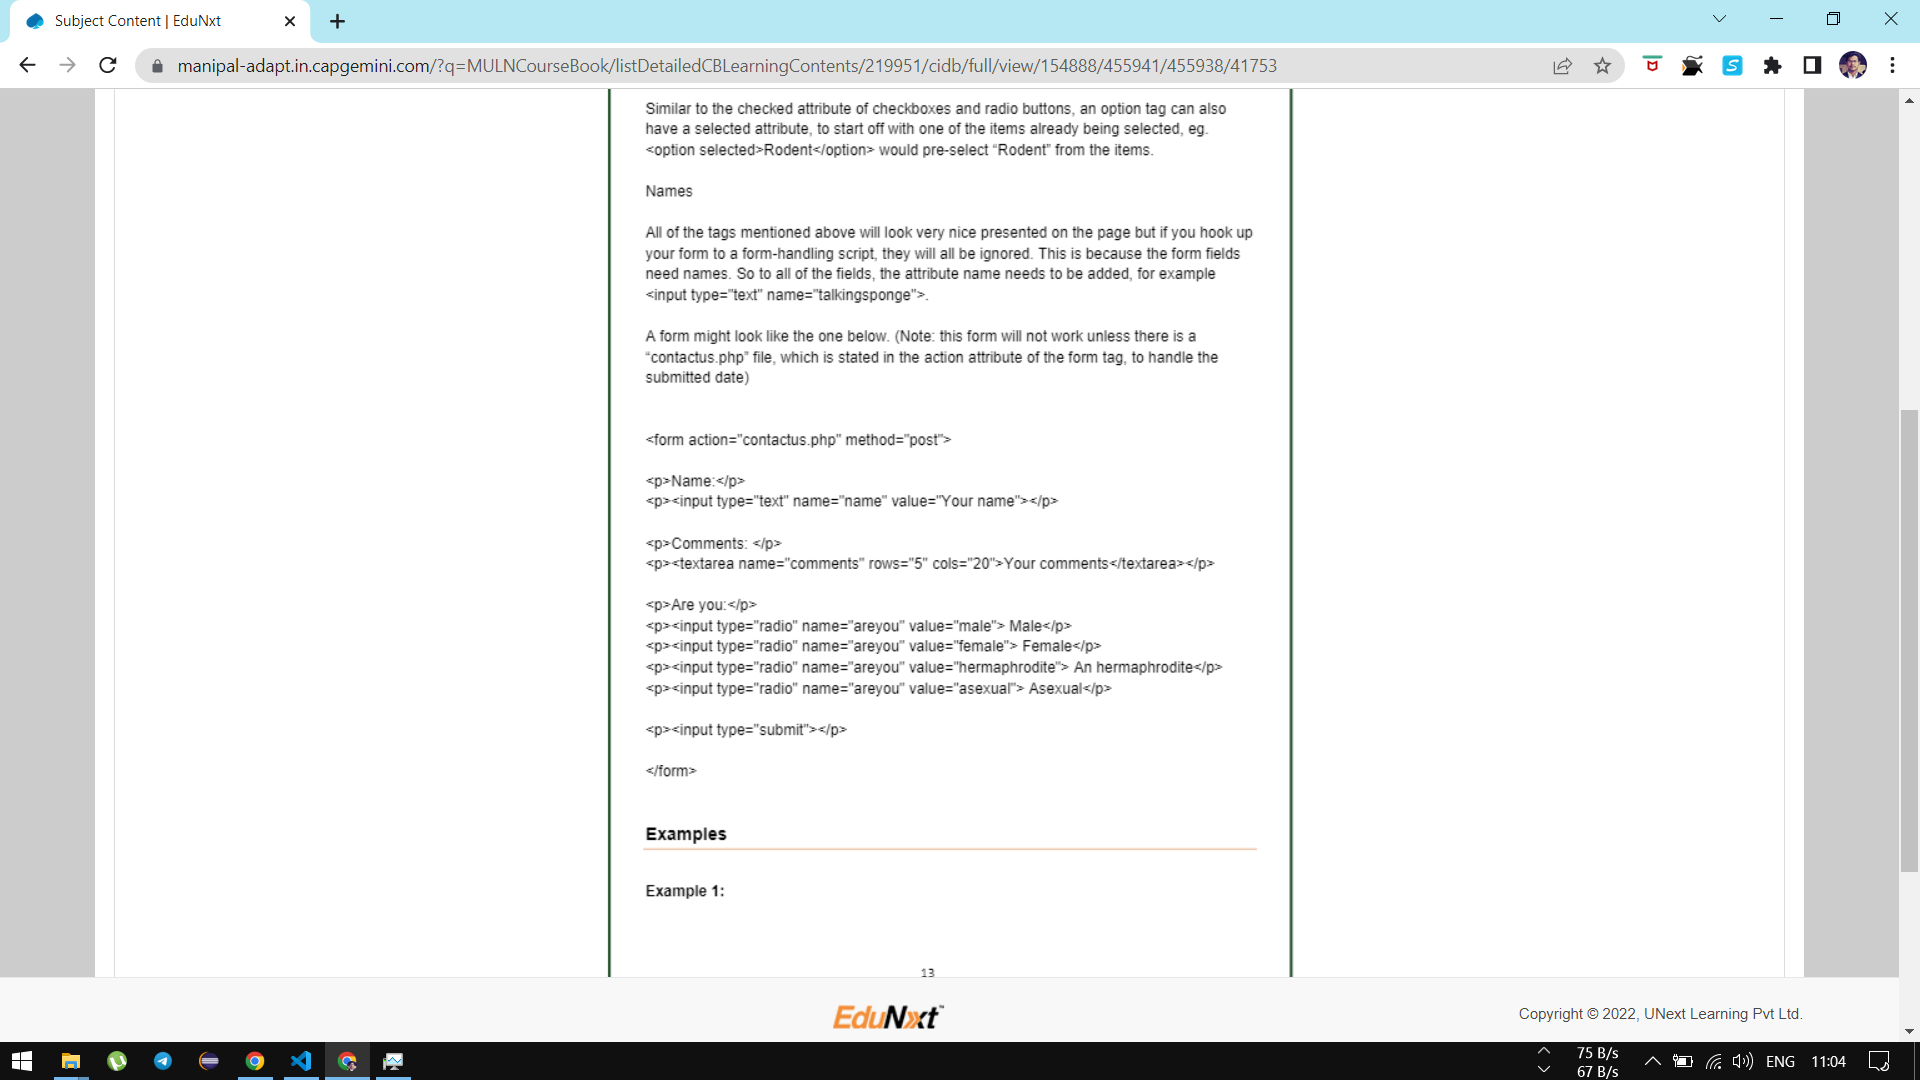 Subject Content | EduNxt
manipal-adapt.in.capgemini.com/?q=MULNCourseBook/listDetailedCBLearningContents/219951/cidb/full/view/154888/455941/455938/41753
Similar to the checked attribute of checkboxes and radio buttons, an option tag can also
have a selected attribute, to start off with one of the items already being selected, eg.
<option selected>Rodent</option> would pre-select “Rodent” from the items.
Names
All of the tags mentioned above will look very nice presented on the page but if you hook up
your form to a form-handling script, they will all be ignored. This is because the form fields
need names. So to all of the fields, the attribute name needs to be added, for example
<input type="text" name="talkingsponge">.
A form might look like the one below. (Note: this form will not work unless there is a
“contactus.php” file, which is stated in the action attribute of the form tag, to handle the
submitted date)
<form action="contactus.php" method="post">
<p>Name:</p>
<p><input type="text" name="name" value="Your name"></p>
<p>Comments: </p>
<p><textarea name="comments" rows="5" cols="20">Your comments</textarea></p>
<p>Are you:</p>
<p><input type="radio" name="areyou" value="male"> Male</p>
<p><input type="radio" name="areyou" value="female"> Female</p>
<p><input type="radio" name="areyou" value="hermaphrodite"> An hermaphrodite</p>
<p><input type="radio" name="areyou" value="asexual"> Asexual</p>
<p><input type="submit"></p>
</form>
Examples
Example 1:
13
EduNxt™
Copyright © 2022, UNext Learning Pvt Ltd.
75 B/s
67 B/s
ENG
11:04